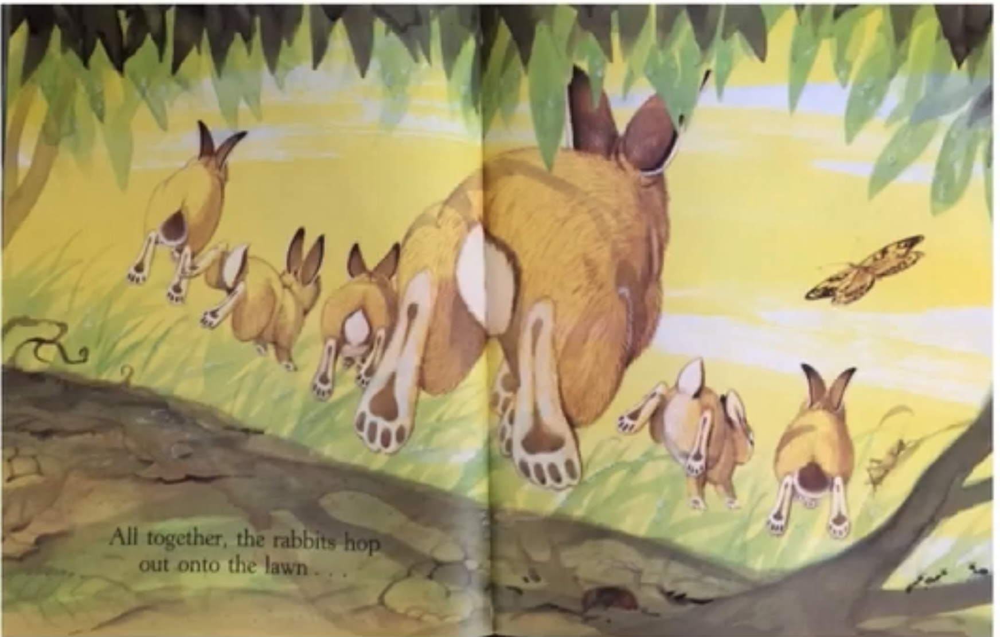 All together, the rabbits hop
out onto the lawn . . .